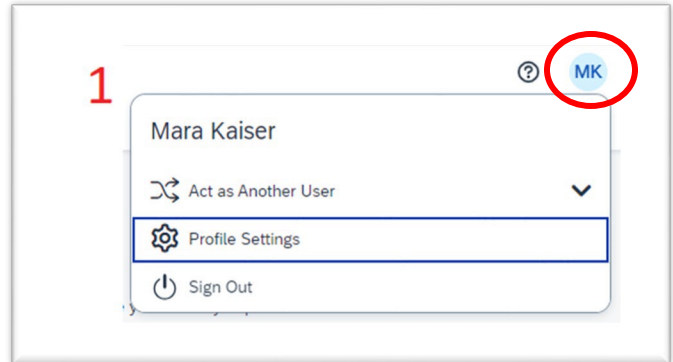 1
MK
Mara Kaiser
Act as Another User
Profile Settings
Sign Out